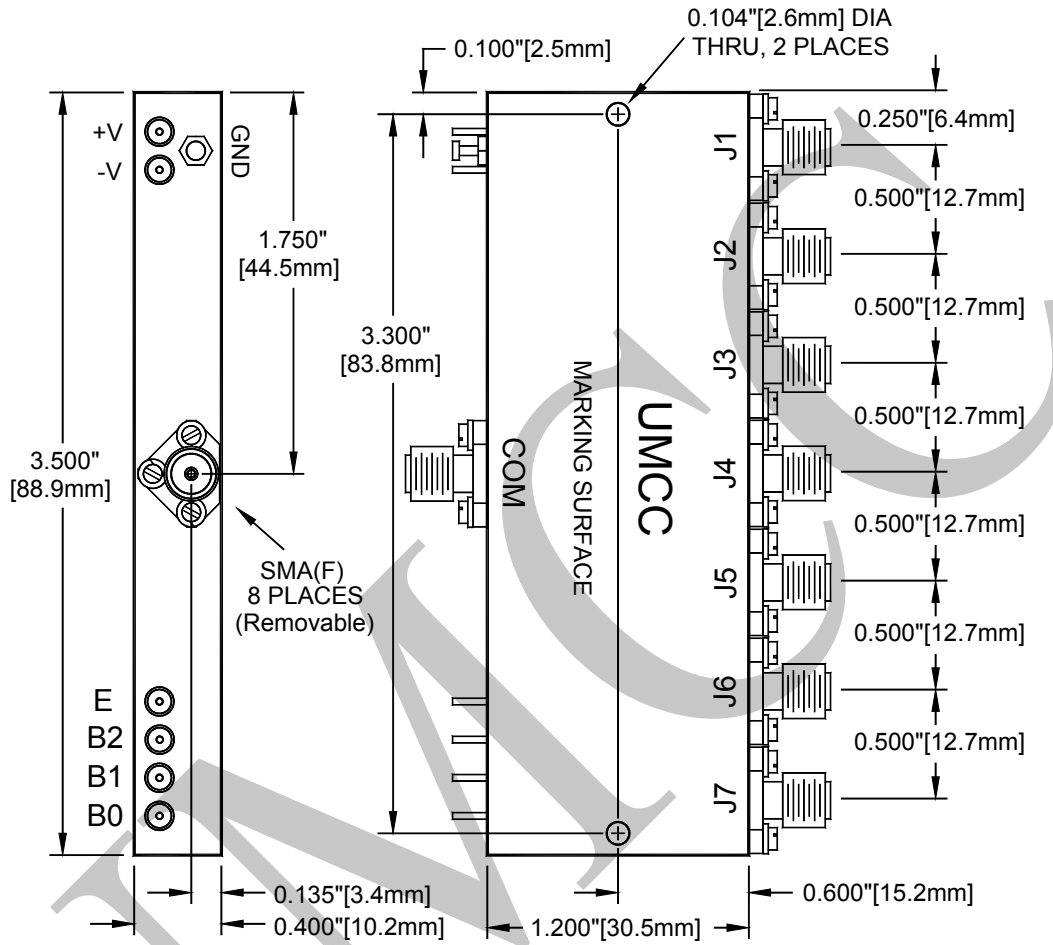 0.104"[2.6mm] DIA
THRU, 2 PLACES
0.100"[2.5mm]
0.250"[6.4mm]
+V
-V
GND
J1
0.500"[12.7mm]
1.750"
[44.5mm]
J2
0.500"[12.7mm]
3.300"
[83.8mm]
J3
0.500"[12.7mm]
3.500"
[88.9mm]
COM
MARKING SURFACE
UMCC
J4
0.500"[12.7mm]
SMA(F)
8 PLACES
(Removable)
J5
0.500"[12.7mm]
E
B2
B1
B0
J6
0.500"[12.7mm]
J7
0.135"[3.4mm]
0.400"[10.2mm]
1.200"[30.5mm]
0.600"[15.2mm]
UMCC